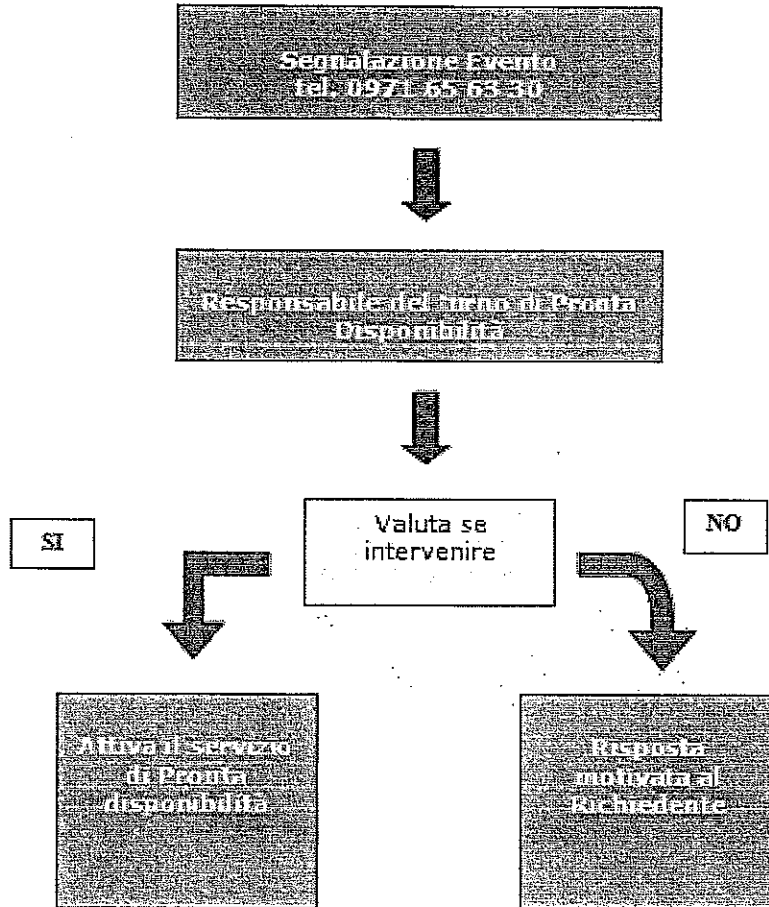 Segnalazione Evento
tel. 0971 65 63 30
Responsabile del Turno di Pronta
Disponibilità
Valuta se
intervenire
SI
NO
Attiva il servizio
di Pronta
disponibilità
Risposta
motivata al
Richiedente